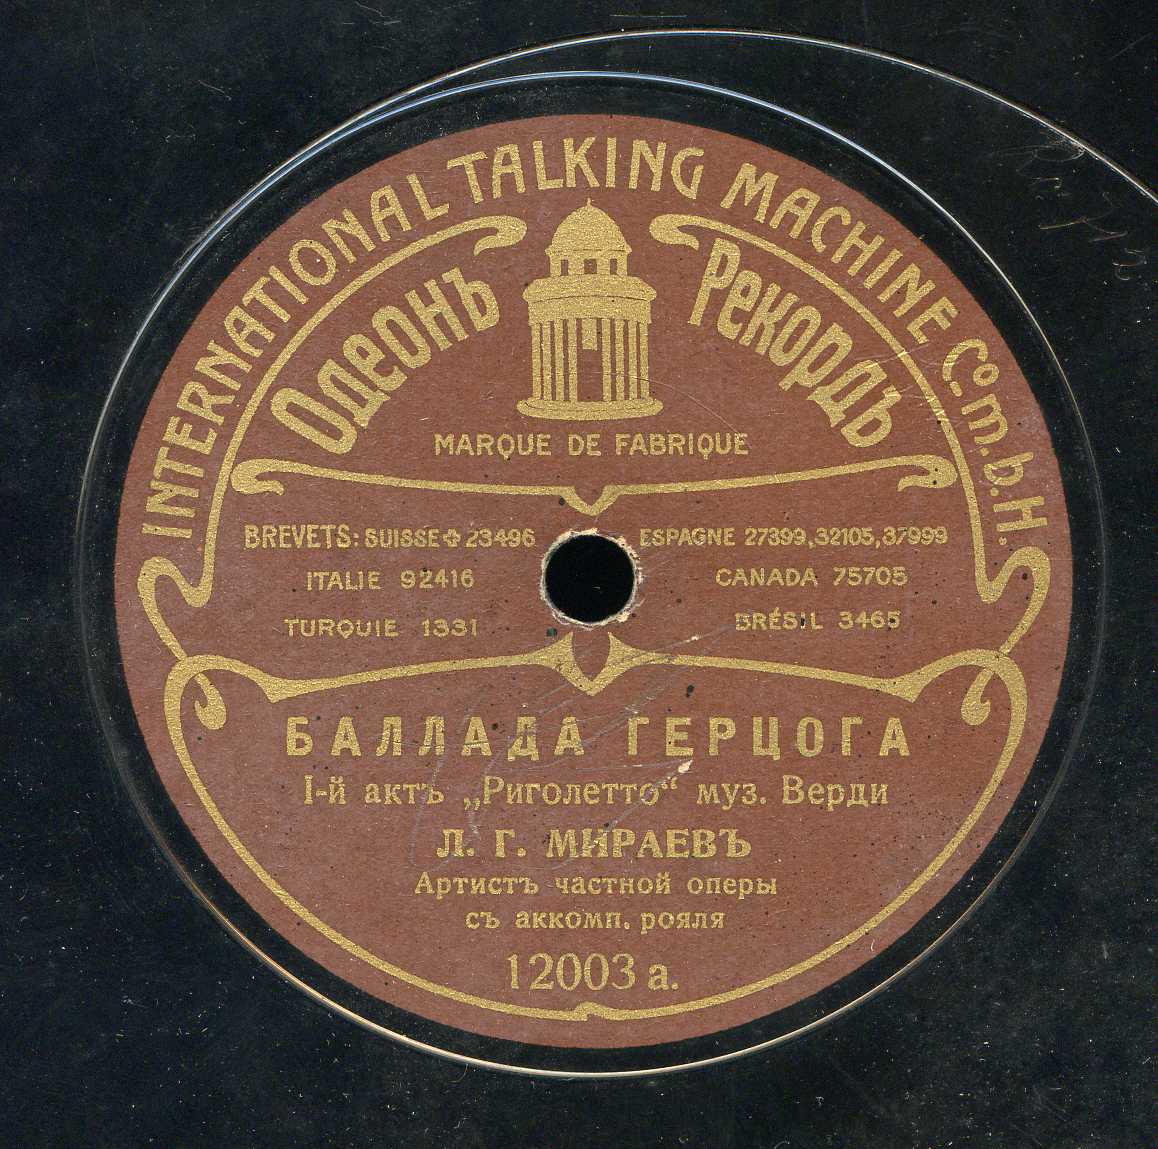 INTERNATIONAL TALKING MACHINE Co. m.b.H.
Одеонъ Рекордъ
MARQUE DE FABRIQUE
BREVETS: SUISSE 23496 ESPAGNE 27399, 32105, 37999
ITALIE 92416 CANADA 75705
TURQUIE 1331 BRÉSIL 3465
БАЛЛАДА ГЕРЦОГА
I-й актъ „Риголетто“ муз. Верди
Л. Г. МИРАЕВЪ
Артистъ частной оперы
съ аккомп. рояля
12003 а.